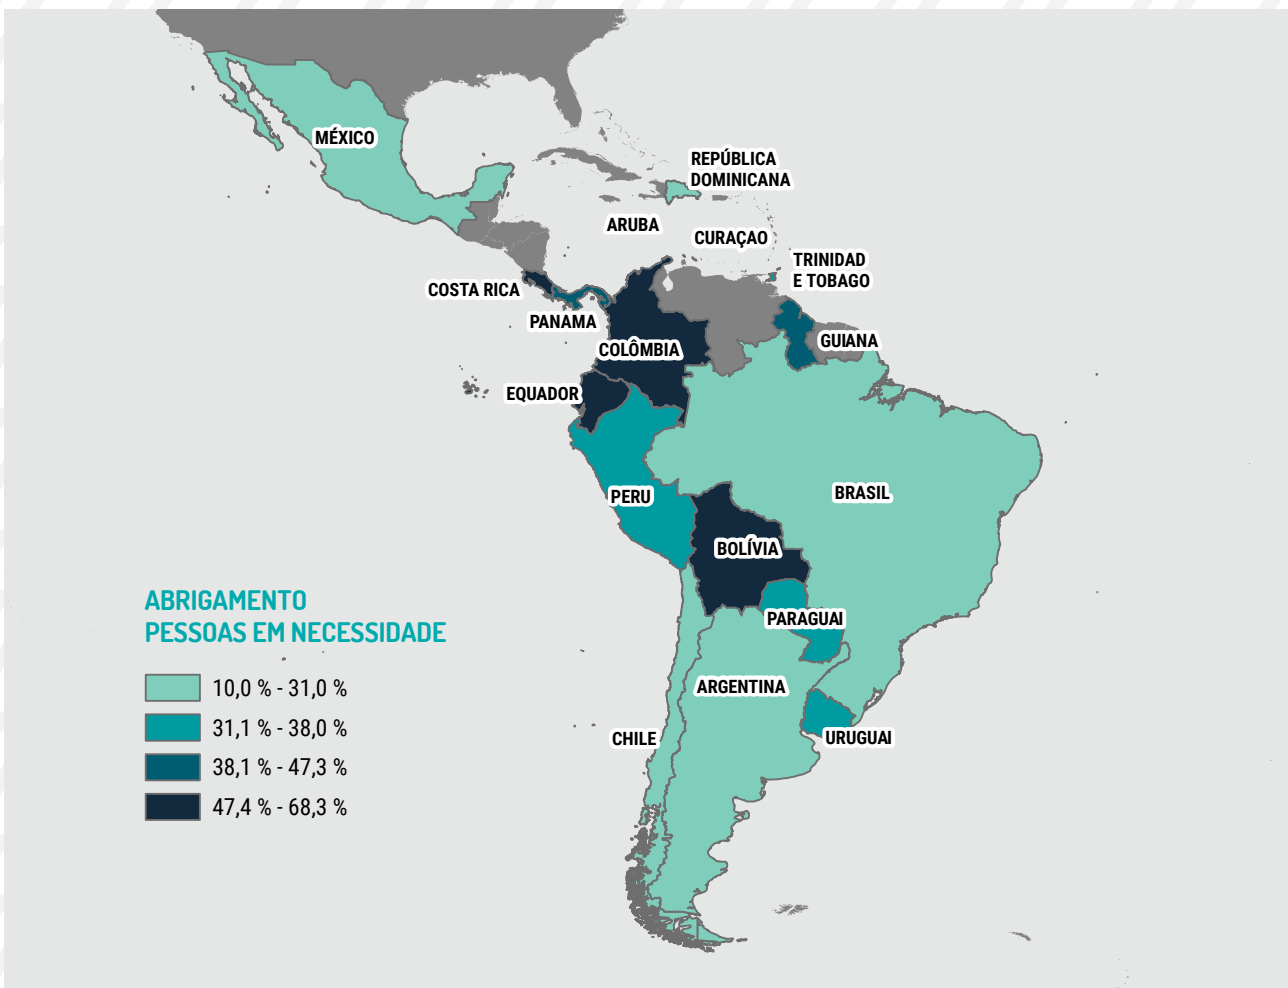 MÉXICO
REPÚBLICA
DOMINICANA
ARUBA
CURAÇAO
TRINIDAD
E TOBAGO
COSTA RICA
PANAMA
GUIANA
COLÔMBIA
EQUADOR
PERU
BRASIL
BOLÍVIA
PARAGUAI
ARGENTINA
CHILE
URUGUAI
ABRIGAMENTO
PESSOAS EM NECESSIDADE
10,0 % - 31,0 %
31,1 % - 38,0 %
38,1 % - 47,3 %
47,4 % - 68,3 %